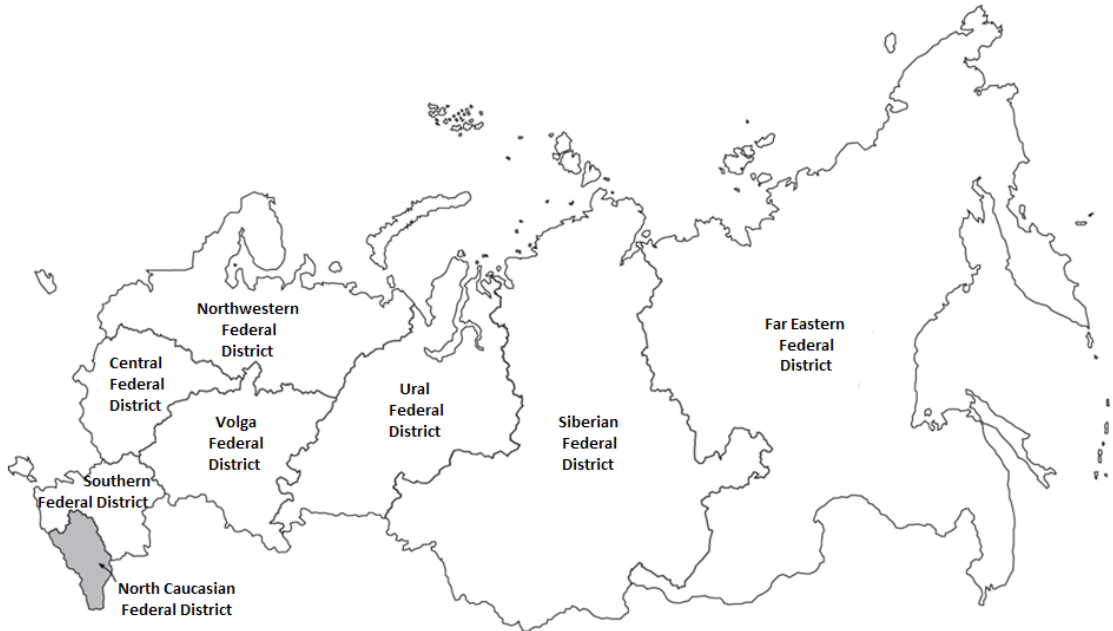 Northwestern
Federal
District
Far Eastern
Federal
District
Central
Federal
District
Ural
Federal
District
Volga
Federal
District
Siberian
Federal
District
Southern
Federal District
North Caucasian
Federal District